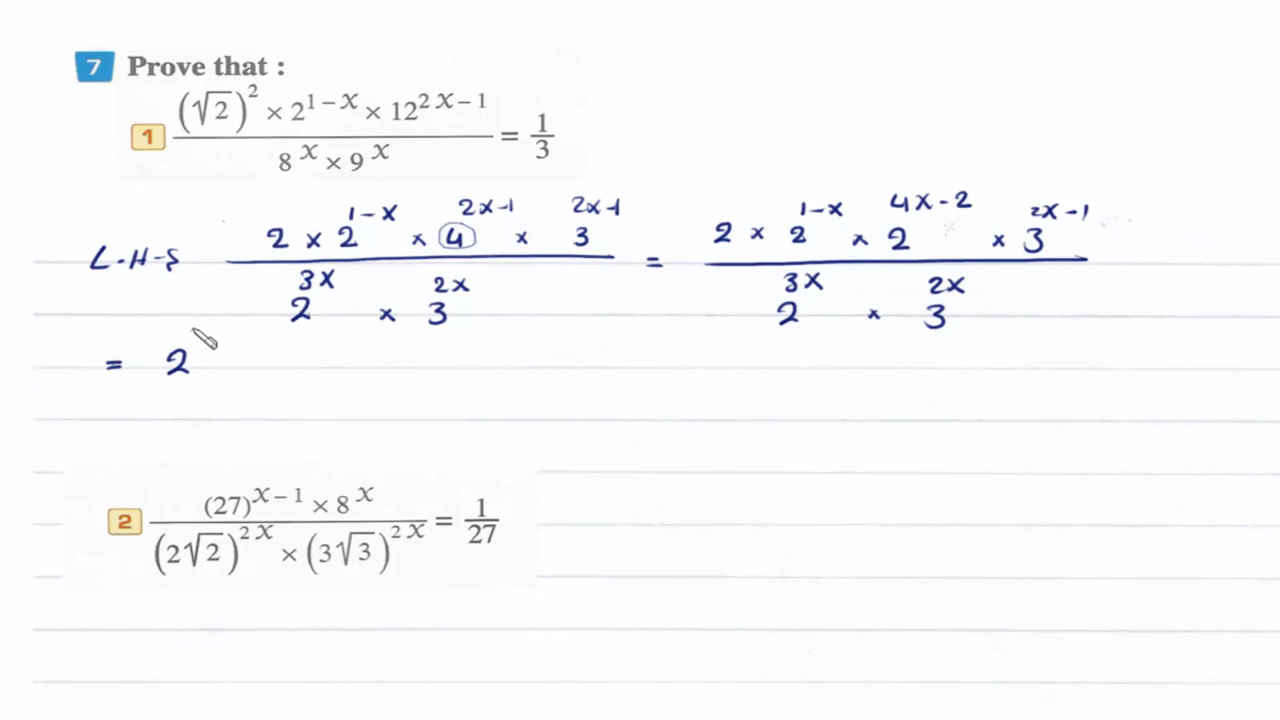 7 Prove that :
1 (√2)² × 2^(1 – x) × 12^(2x – 1) / 8^x × 9^x = 1/3
L.H.S 2 × 2^(1-x) × 4^(2x-1) × 3^(2x-1) / 2^(3x) × 3^(2x) = 2 × 2^(1-x) × 2^(4x-2) × 3^(2x-1) / 2^(3x) × 3^(2x)
= 2
2 (27)^(x – 1) × 8^x / (2√2)^(2x) × (3√3)^(2x) = 1/27